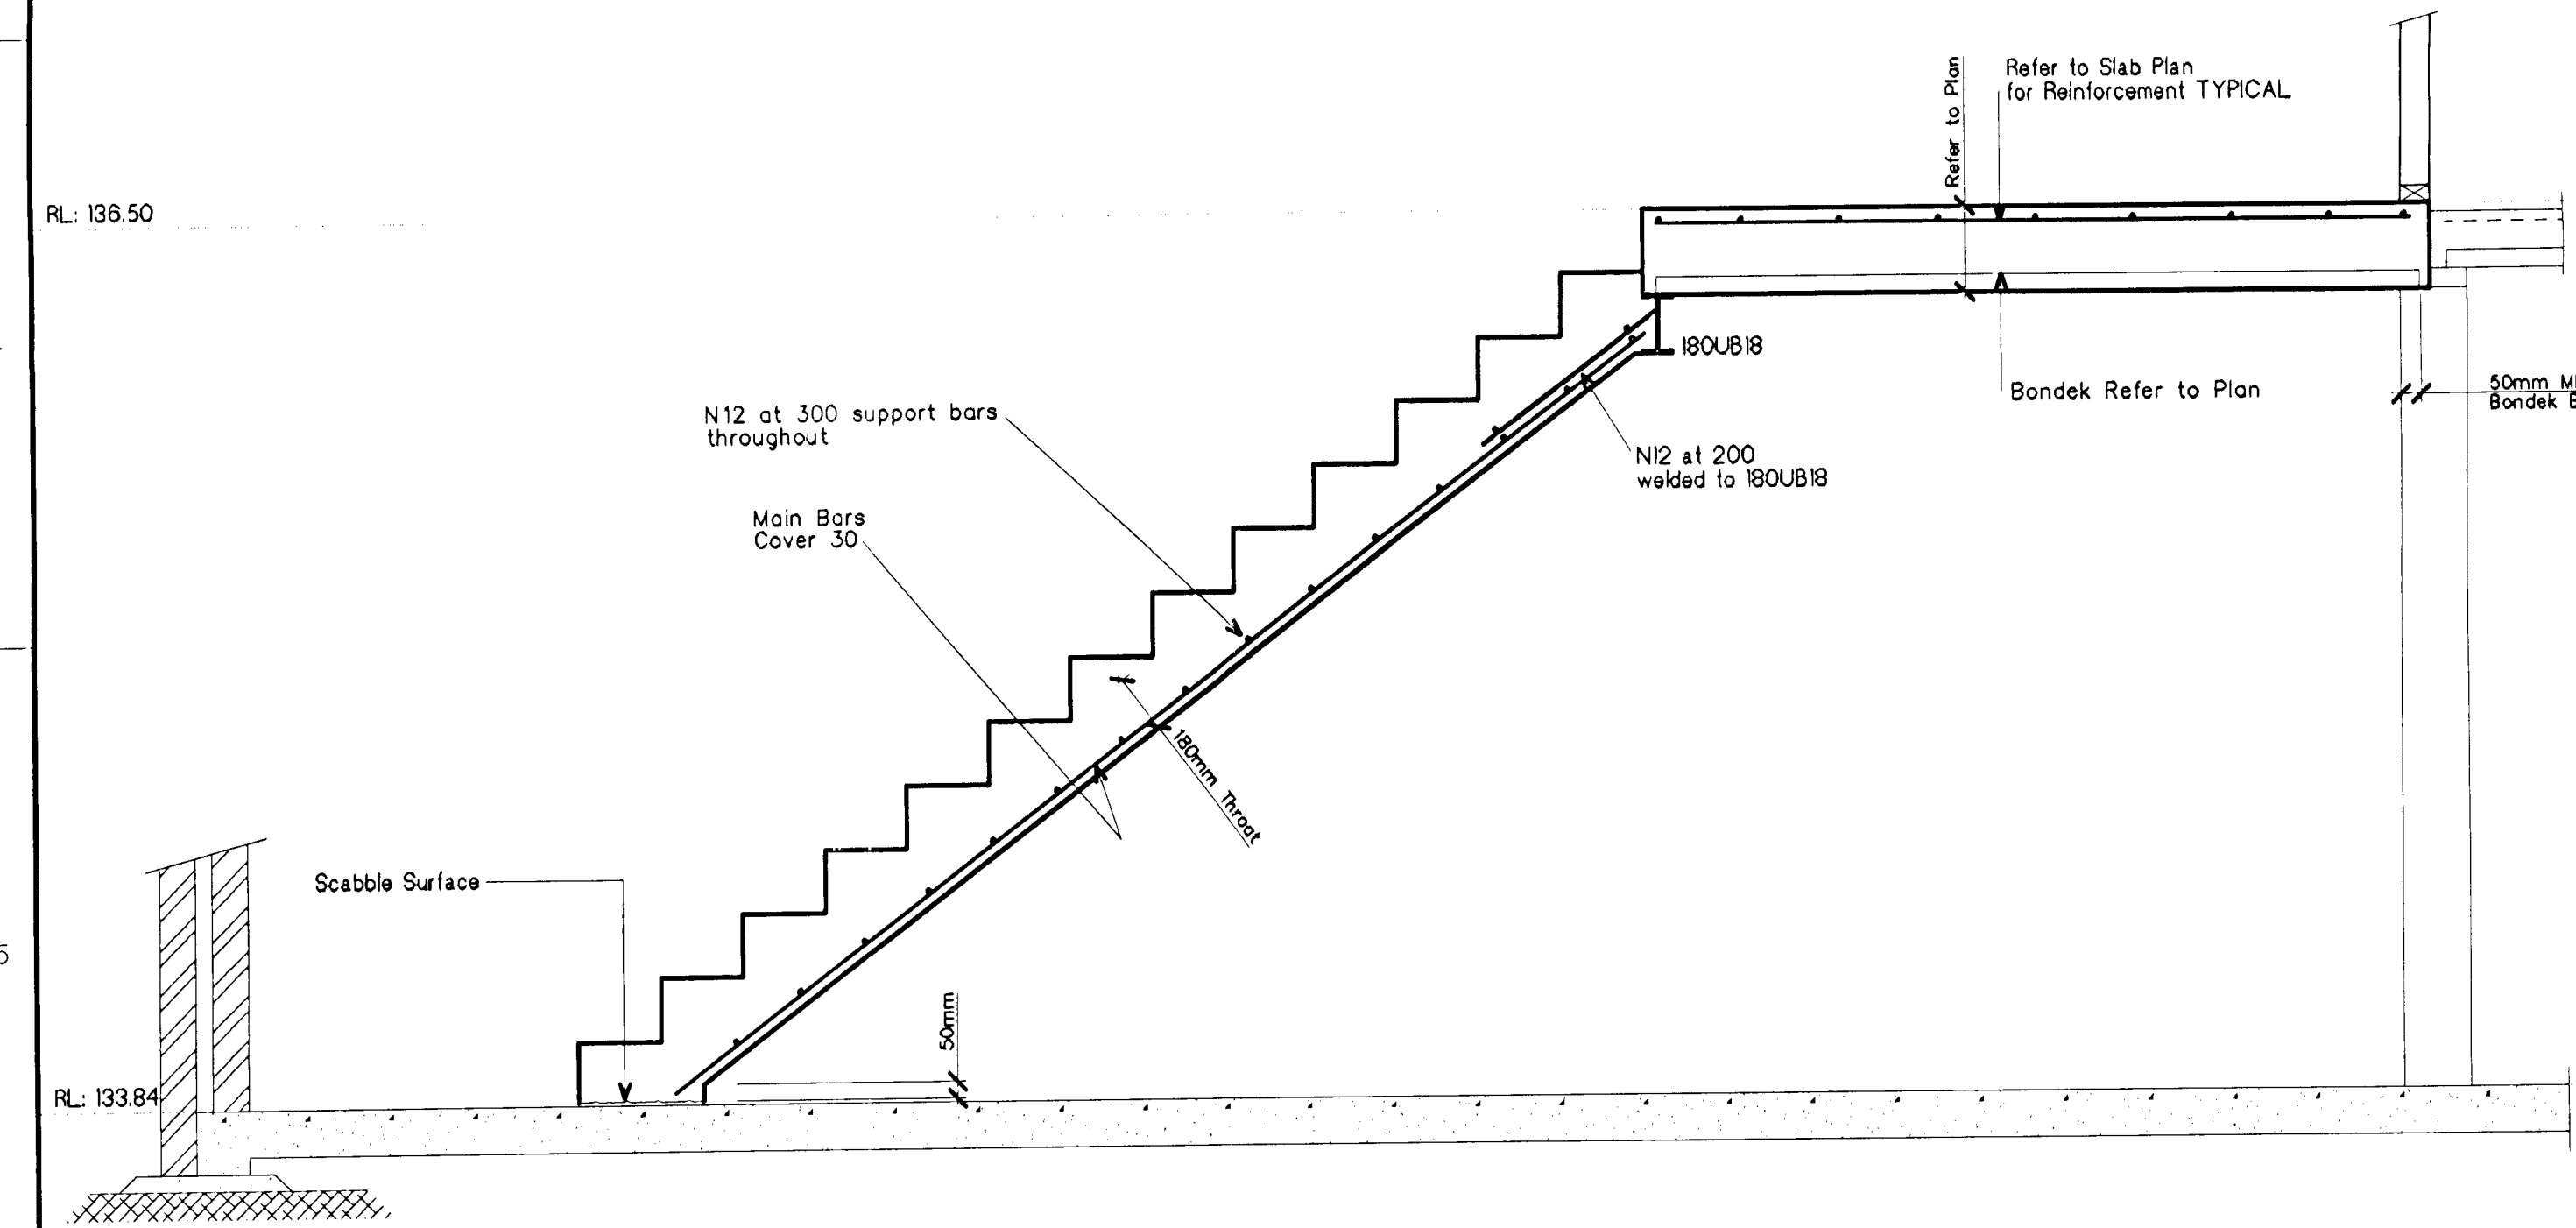 Refer to Plan
Refer to Slab Plan
for Reinforcement TYPICAL
RL: 136.50
180UB18
Bondek Refer to Plan
50mm M
Bondek
N12 at 300 support bars
throughout
N12 at 200
welded to 180UB18
Main Bars
Cover 30
180mm Throat
Scabble Surface
50mm
RL: 133.84